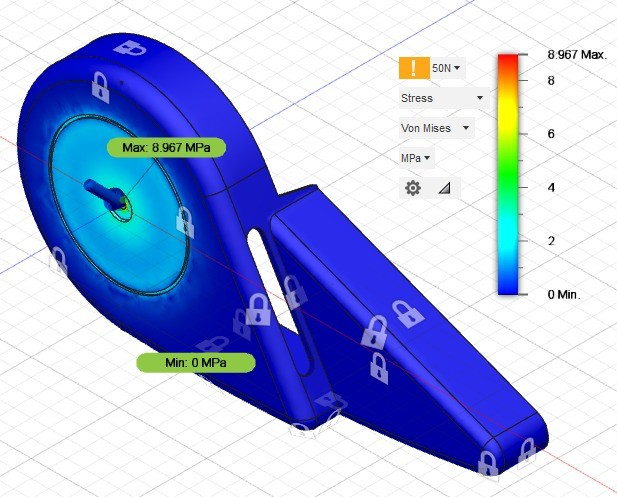 50N
8.967 Max.
Stress
8
Von Mises
6
MPa
4
2
0 Min.
Max: 8.967 MPa
Min: 0 MPa